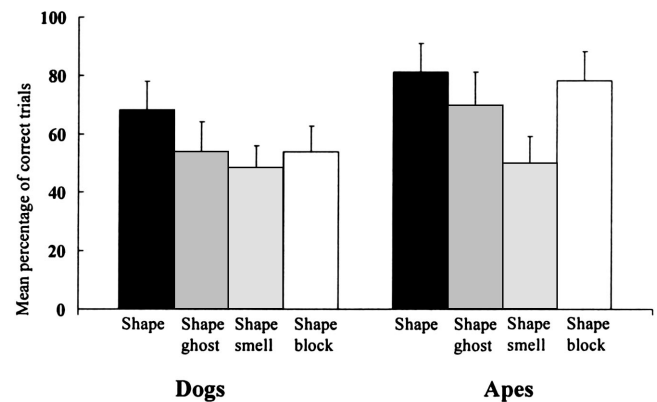 Mean percentage of correct trials
100
80
60
40
20
0
Shape
Shape ghost
Shape smell
Shape block
Shape
Shape ghost
Shape smell
Shape block
Dogs
Apes